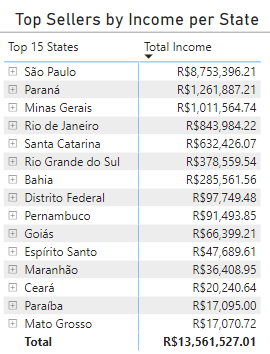 Top Sellers by Income per State
Top 15 States Total Income
São Paulo R$8,753,396.21
Paraná R$1,261,887.21
Minas Gerais R$1,011,564.74
Rio de Janeiro R$843,984.22
Santa Catarina R$632,426.07
Rio Grande do Sul R$378,559.54
Bahia R$285,561.56
Distrito Federal R$97,749.48
Pernambuco R$91,493.85
Goiás R$66,399.21
Espírito Santo R$47,689.61
Maranhão R$36,408.95
Ceará R$20,240.64
Paraíba R$17,095.00
Mato Grosso R$17,070.72
Total R$13,561,527.01